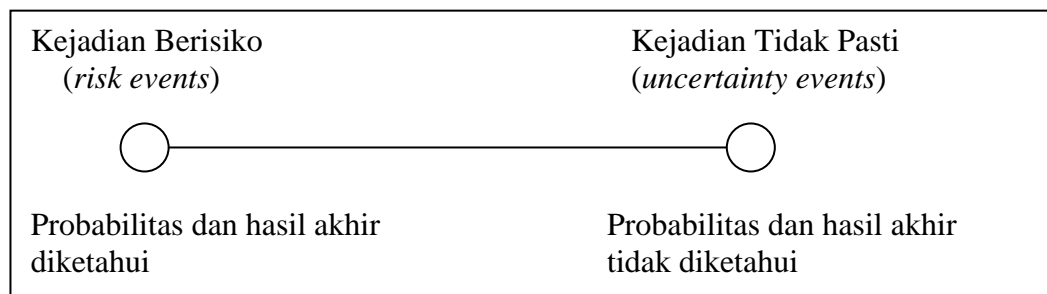 Kejadian Berisiko
(risk events)
Kejadian Tidak Pasti
(uncertainty events)
Probabilitas dan hasil akhir
diketahui
Probabilitas dan hasil akhir
tidak diketahui